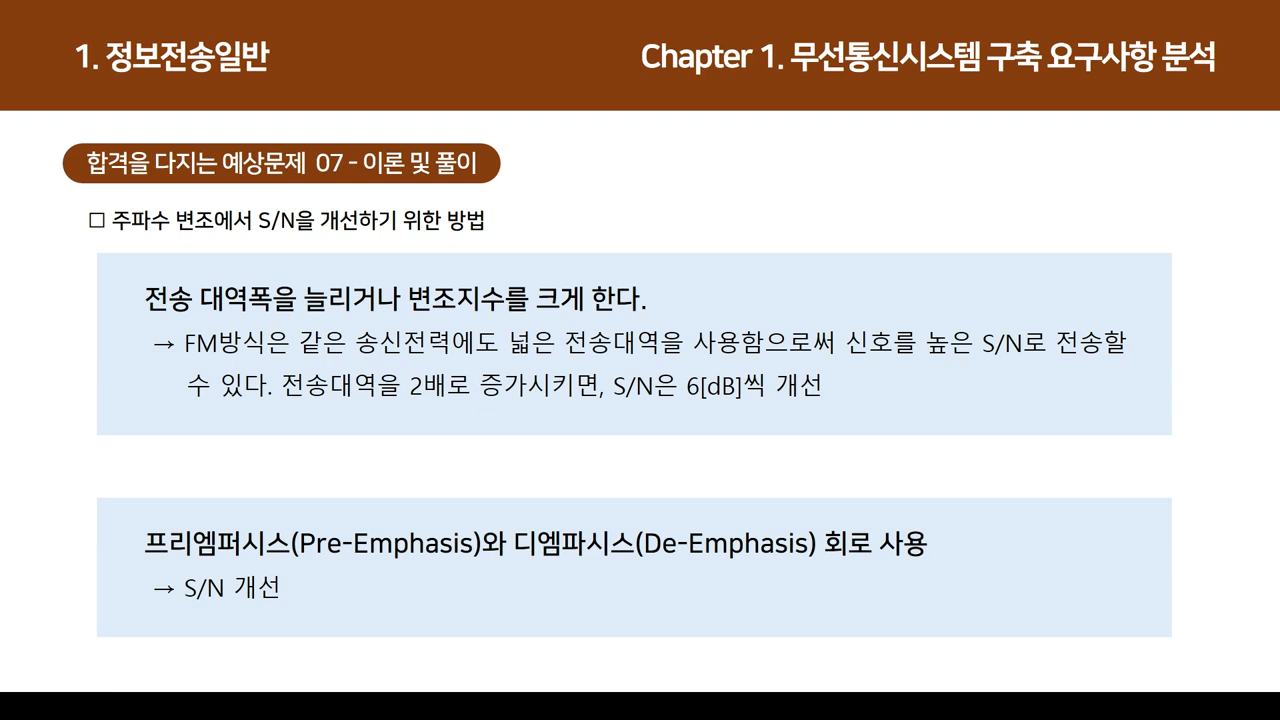 1. 정보전송일반
Chapter 1. 무선통신시스템 구축 요구사항 분석
합격을 다지는 예상문제 07 - 이론 및 풀이
□ 주파수 변조에서 S/N을 개선하기 위한 방법
전송 대역폭을 늘리거나 변조지수를 크게 한다.
→ FM방식은 같은 송신전력에도 넓은 전송대역을 사용함으로써 신호를 높은 S/N로 전송할
수 있다. 전송대역을 2배로 증가시키면, S/N은 6[dB]씩 개선
프리엠퍼시스(Pre-Emphasis)와 디엠파시스(De-Emphasis) 회로 사용
→ S/N 개선